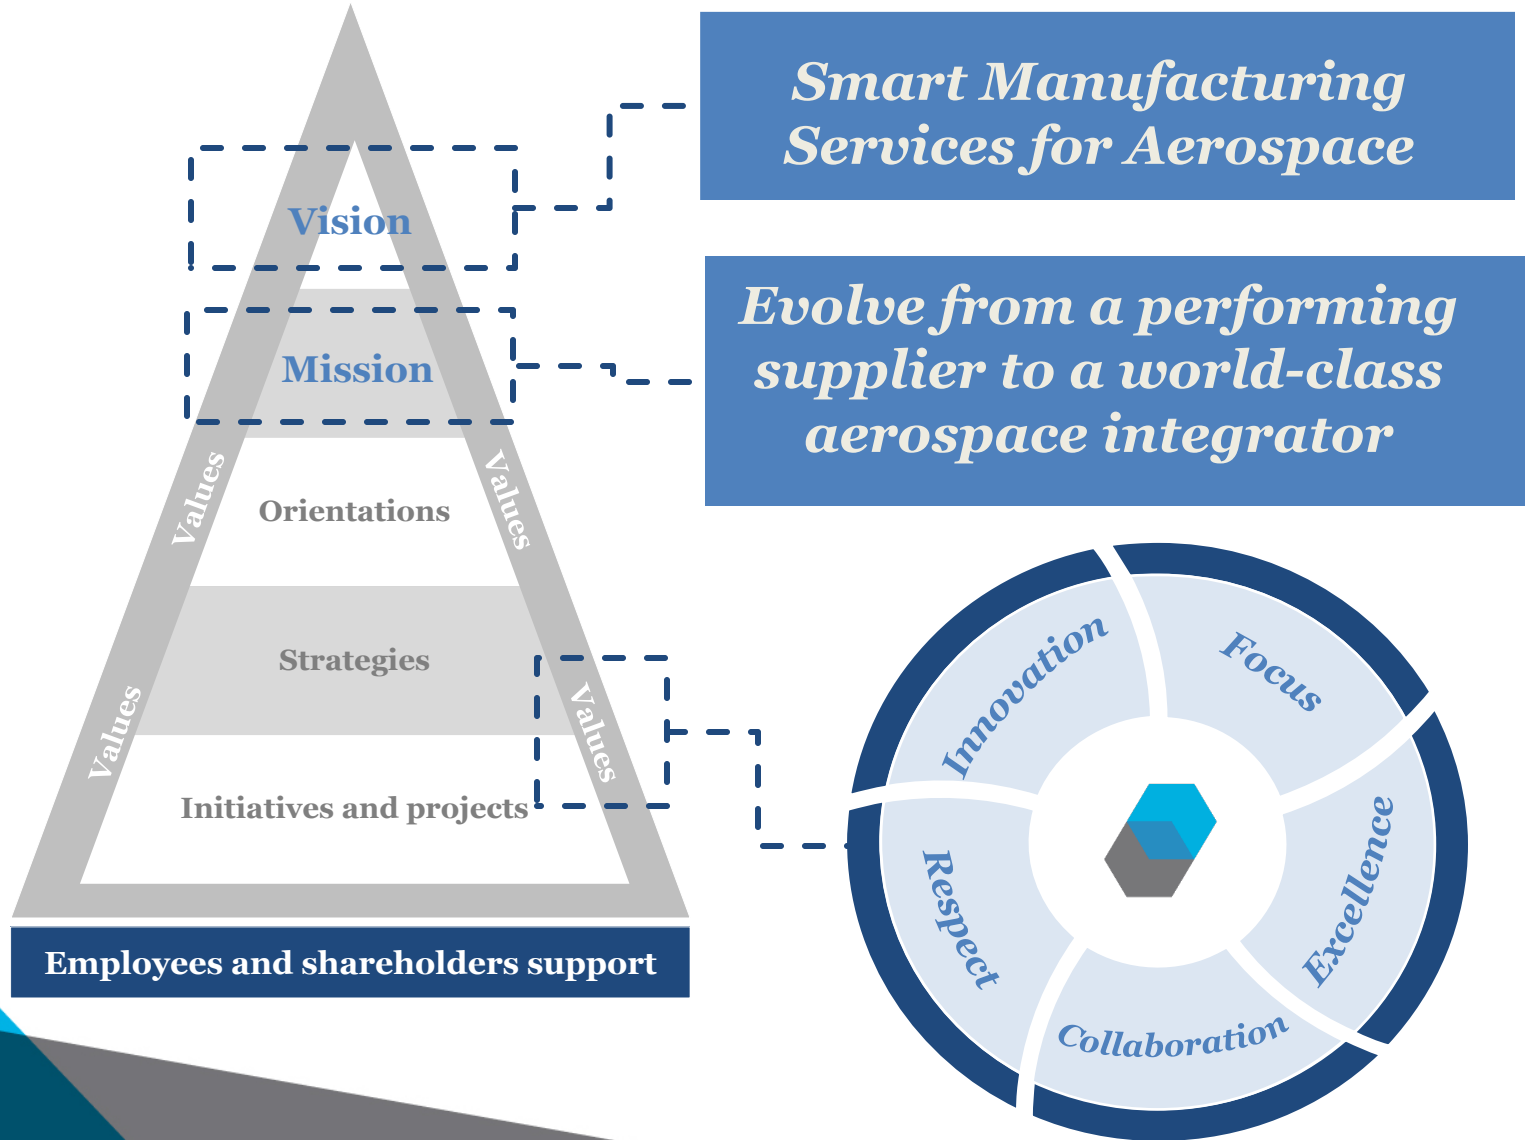 Smart Manufacturing
Services for Aerospace
Vision
Evolve from a performing
supplier to a world-class
aerospace integrator
Mission
Values
Values
Orientations
Strategies
Values
Values
Initiatives and projects
Employees and shareholders support
Innovation
Focus
Excellence
Collaboration
Respect